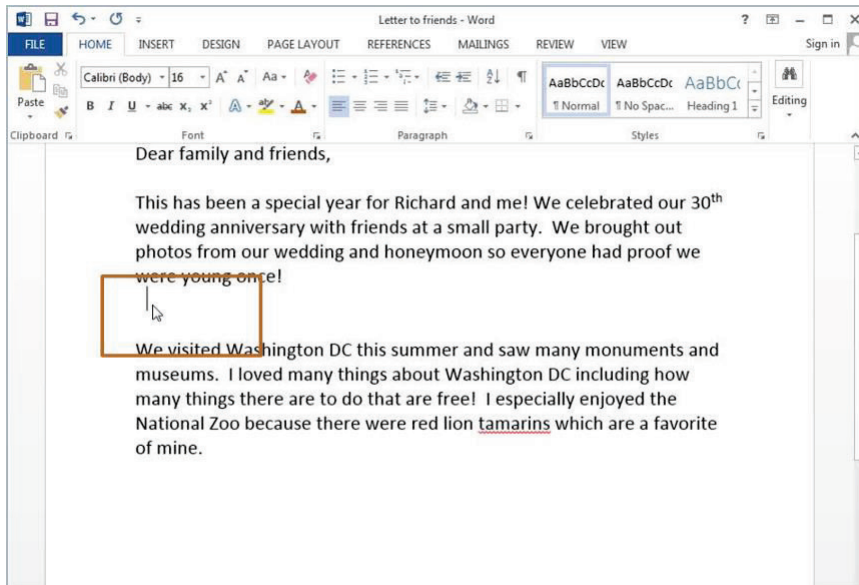 Letter to friends - Word
FILE HOME INSERT DESIGN PAGE LAYOUT REFERENCES MAILINGS REVIEW VIEW Sign in
Calibri (Body) 16 A A Aa AaBbCcDc AaBbCcDc AaBbC
Paste B I U abc x₂ x² A aby A ¶ Normal ¶ No Spac... Heading 1 Editing
Clipboard Font Paragraph Styles
Dear family and friends,
This has been a special year for Richard and me! We celebrated our 30th
wedding anniversary with friends at a small party. We brought out
photos from our wedding and honeymoon so everyone had proof we
were young once!
We visited Washington DC this summer and saw many monuments and
museums. I loved many things about Washington DC including how
many things there are to do that are free! I especially enjoyed the
National Zoo because there were red lion tamarins which are a favorite
of mine.